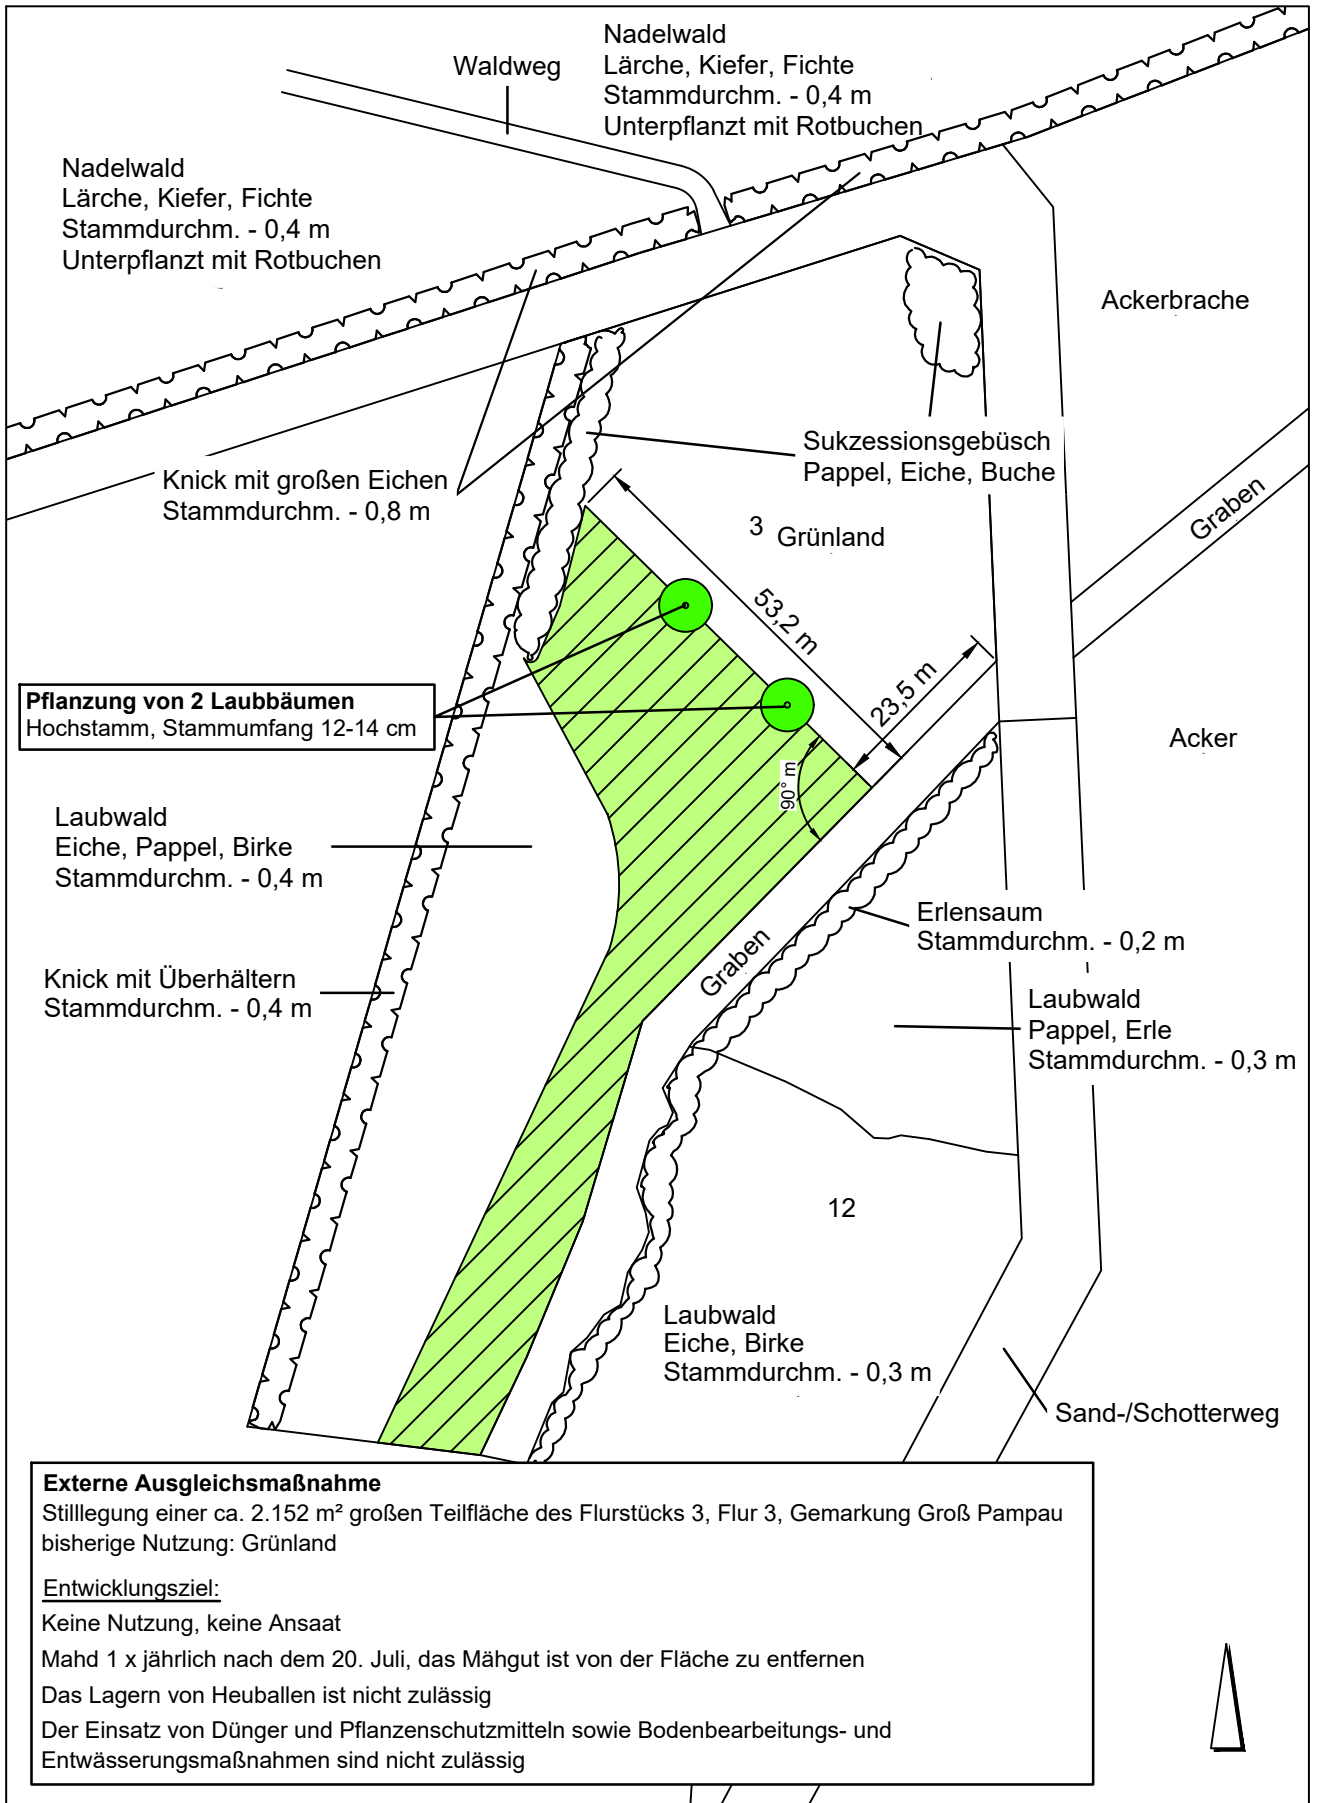 Nadelwald
Lärche, Kiefer, Fichte
Stammdurchm. - 0,4 m
Unterpflanzt mit Rotbuchen
Waldweg
Nadelwald
Lärche, Kiefer, Fichte
Stammdurchm. - 0,4 m
Unterpflanzt mit Rotbuchen
Ackerbrache
Sukzessionsgebüsch
Pappel, Eiche, Buche
Knick mit großen Eichen
Stammdurchm. - 0,8 m
Graben
3
Grünland
53,2 m
23,5 m
90° m
Pflanzung von 2 Laubbäumen
Hochstamm, Stammumfang 12-14 cm
Acker
Laubwald
Eiche, Pappel, Birke
Stammdurchm. - 0,4 m
Erlensaum
Stammdurchm. - 0,2 m
Graben
Knick mit Überhältern
Stammdurchm. - 0,4 m
Laubwald
Pappel, Erle
Stammdurchm. - 0,3 m
12
Laubwald
Eiche, Birke
Stammdurchm. - 0,3 m
Sand-/Schotterweg
Externe Ausgleichsmaßnahme
Stilllegung einer ca. 2.152 m² großen Teilfläche des Flurstücks 3, Flur 3, Gemarkung Groß Pampau
bisherige Nutzung: Grünland
Entwicklungsziel:
Keine Nutzung, keine Ansaat
Mahd 1 x jährlich nach dem 20. Juli, das Mähgut ist von der Fläche zu entfernen
Das Lagern von Heuballen ist nicht zulässig
Der Einsatz von Dünger und Pflanzenschutzmitteln sowie Bodenbearbeitungs- und
Entwässerungsmaßnahmen sind nicht zulässig